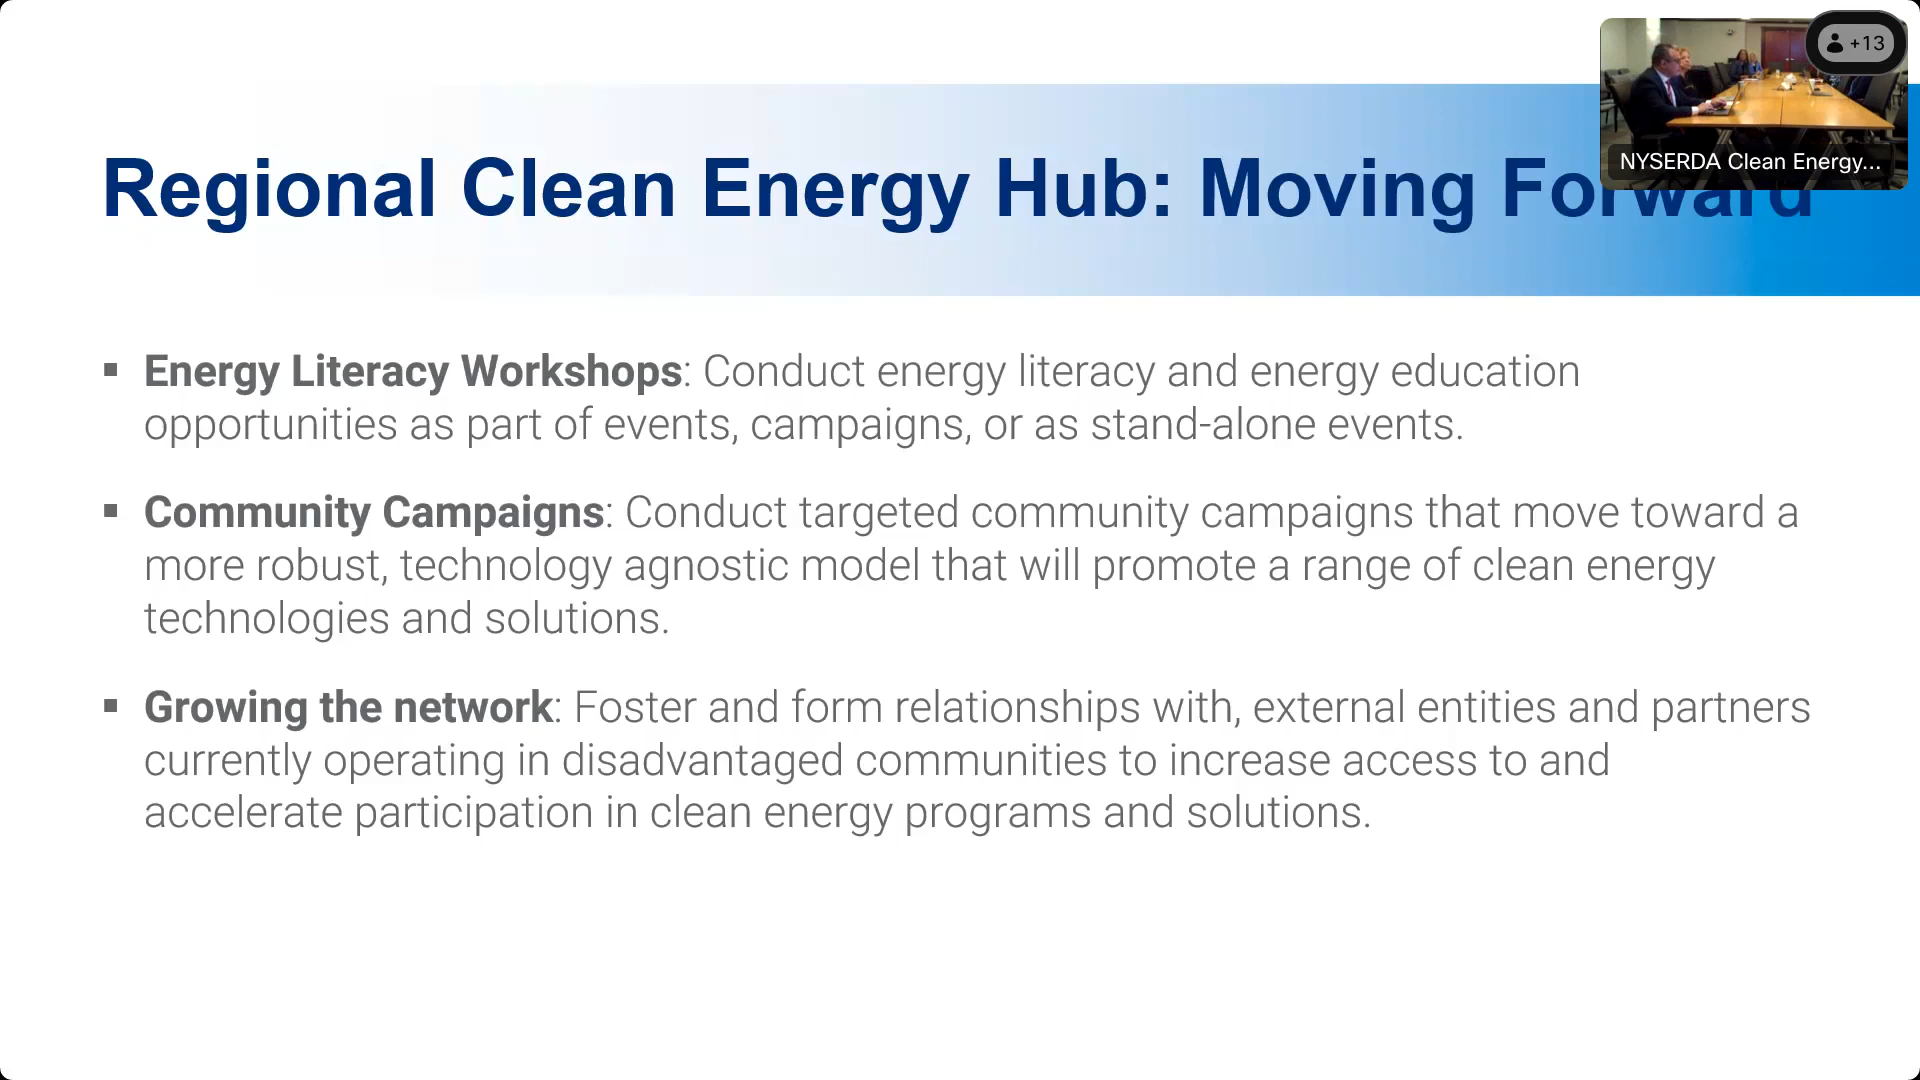 +13
NYSERDA Clean Energy...
Regional Clean Energy Hub: Moving Forward
▪ Energy Literacy Workshops: Conduct energy literacy and energy education
opportunities as part of events, campaigns, or as stand-alone events.
▪ Community Campaigns: Conduct targeted community campaigns that move toward a
more robust, technology agnostic model that will promote a range of clean energy
technologies and solutions.
▪ Growing the network: Foster and form relationships with, external entities and partners
currently operating in disadvantaged communities to increase access to and
accelerate participation in clean energy programs and solutions.